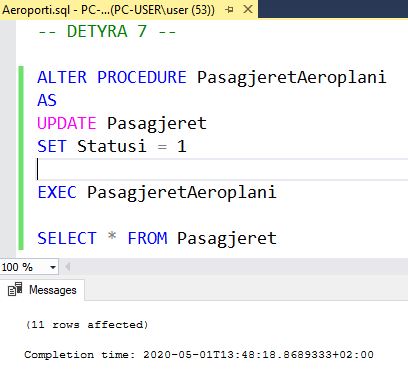 Aeroporti.sql - PC-...(PC-USER\user (53))
-- DETYRA 7 --
ALTER PROCEDURE PasagjeretAeroplani
AS
UPDATE Pasagjeret
SET Statusi = 1
EXEC PasagjeretAeroplani
SELECT * FROM Pasagjeret
100 %
Messages
(11 rows affected)
Completion time: 2020-05-01T13:48:18.8689333+02:00